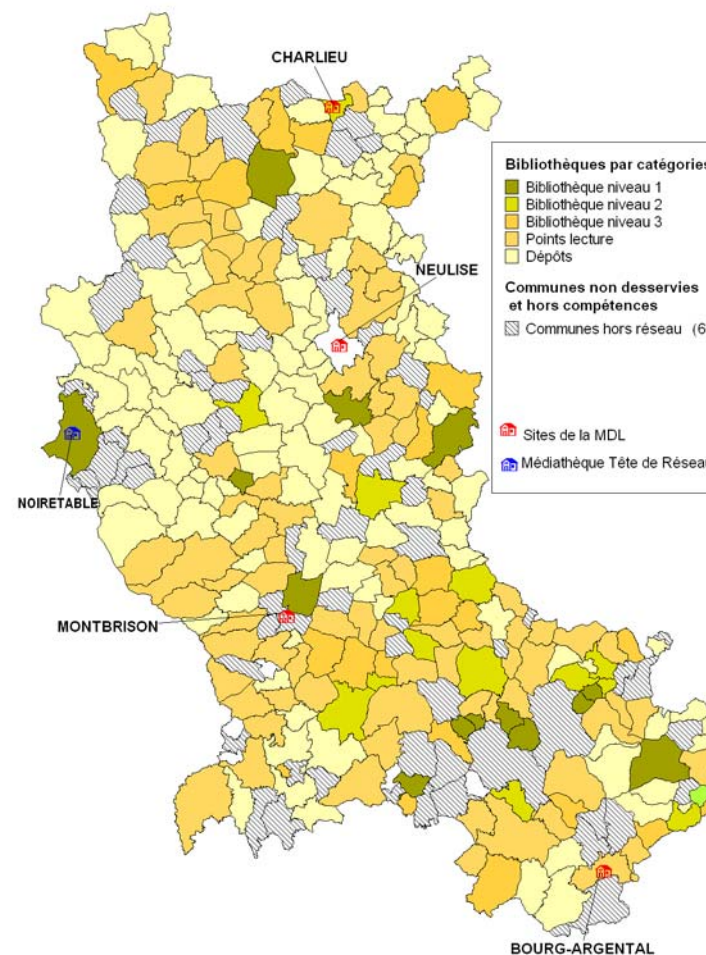 CHARLIEU
Bibliothèques par catégories
Bibliothèque niveau 1
Bibliothèque niveau 2
Bibliothèque niveau 3
Points lecture
Dépôts
NEULISE
Communes non desservies
et hors compétences
Communes hors réseau (6
Sites de la MDL
Médiathèque Tête de Réseau
NOIRETABLE
MONTBRISON
BOURG-ARGENTAL